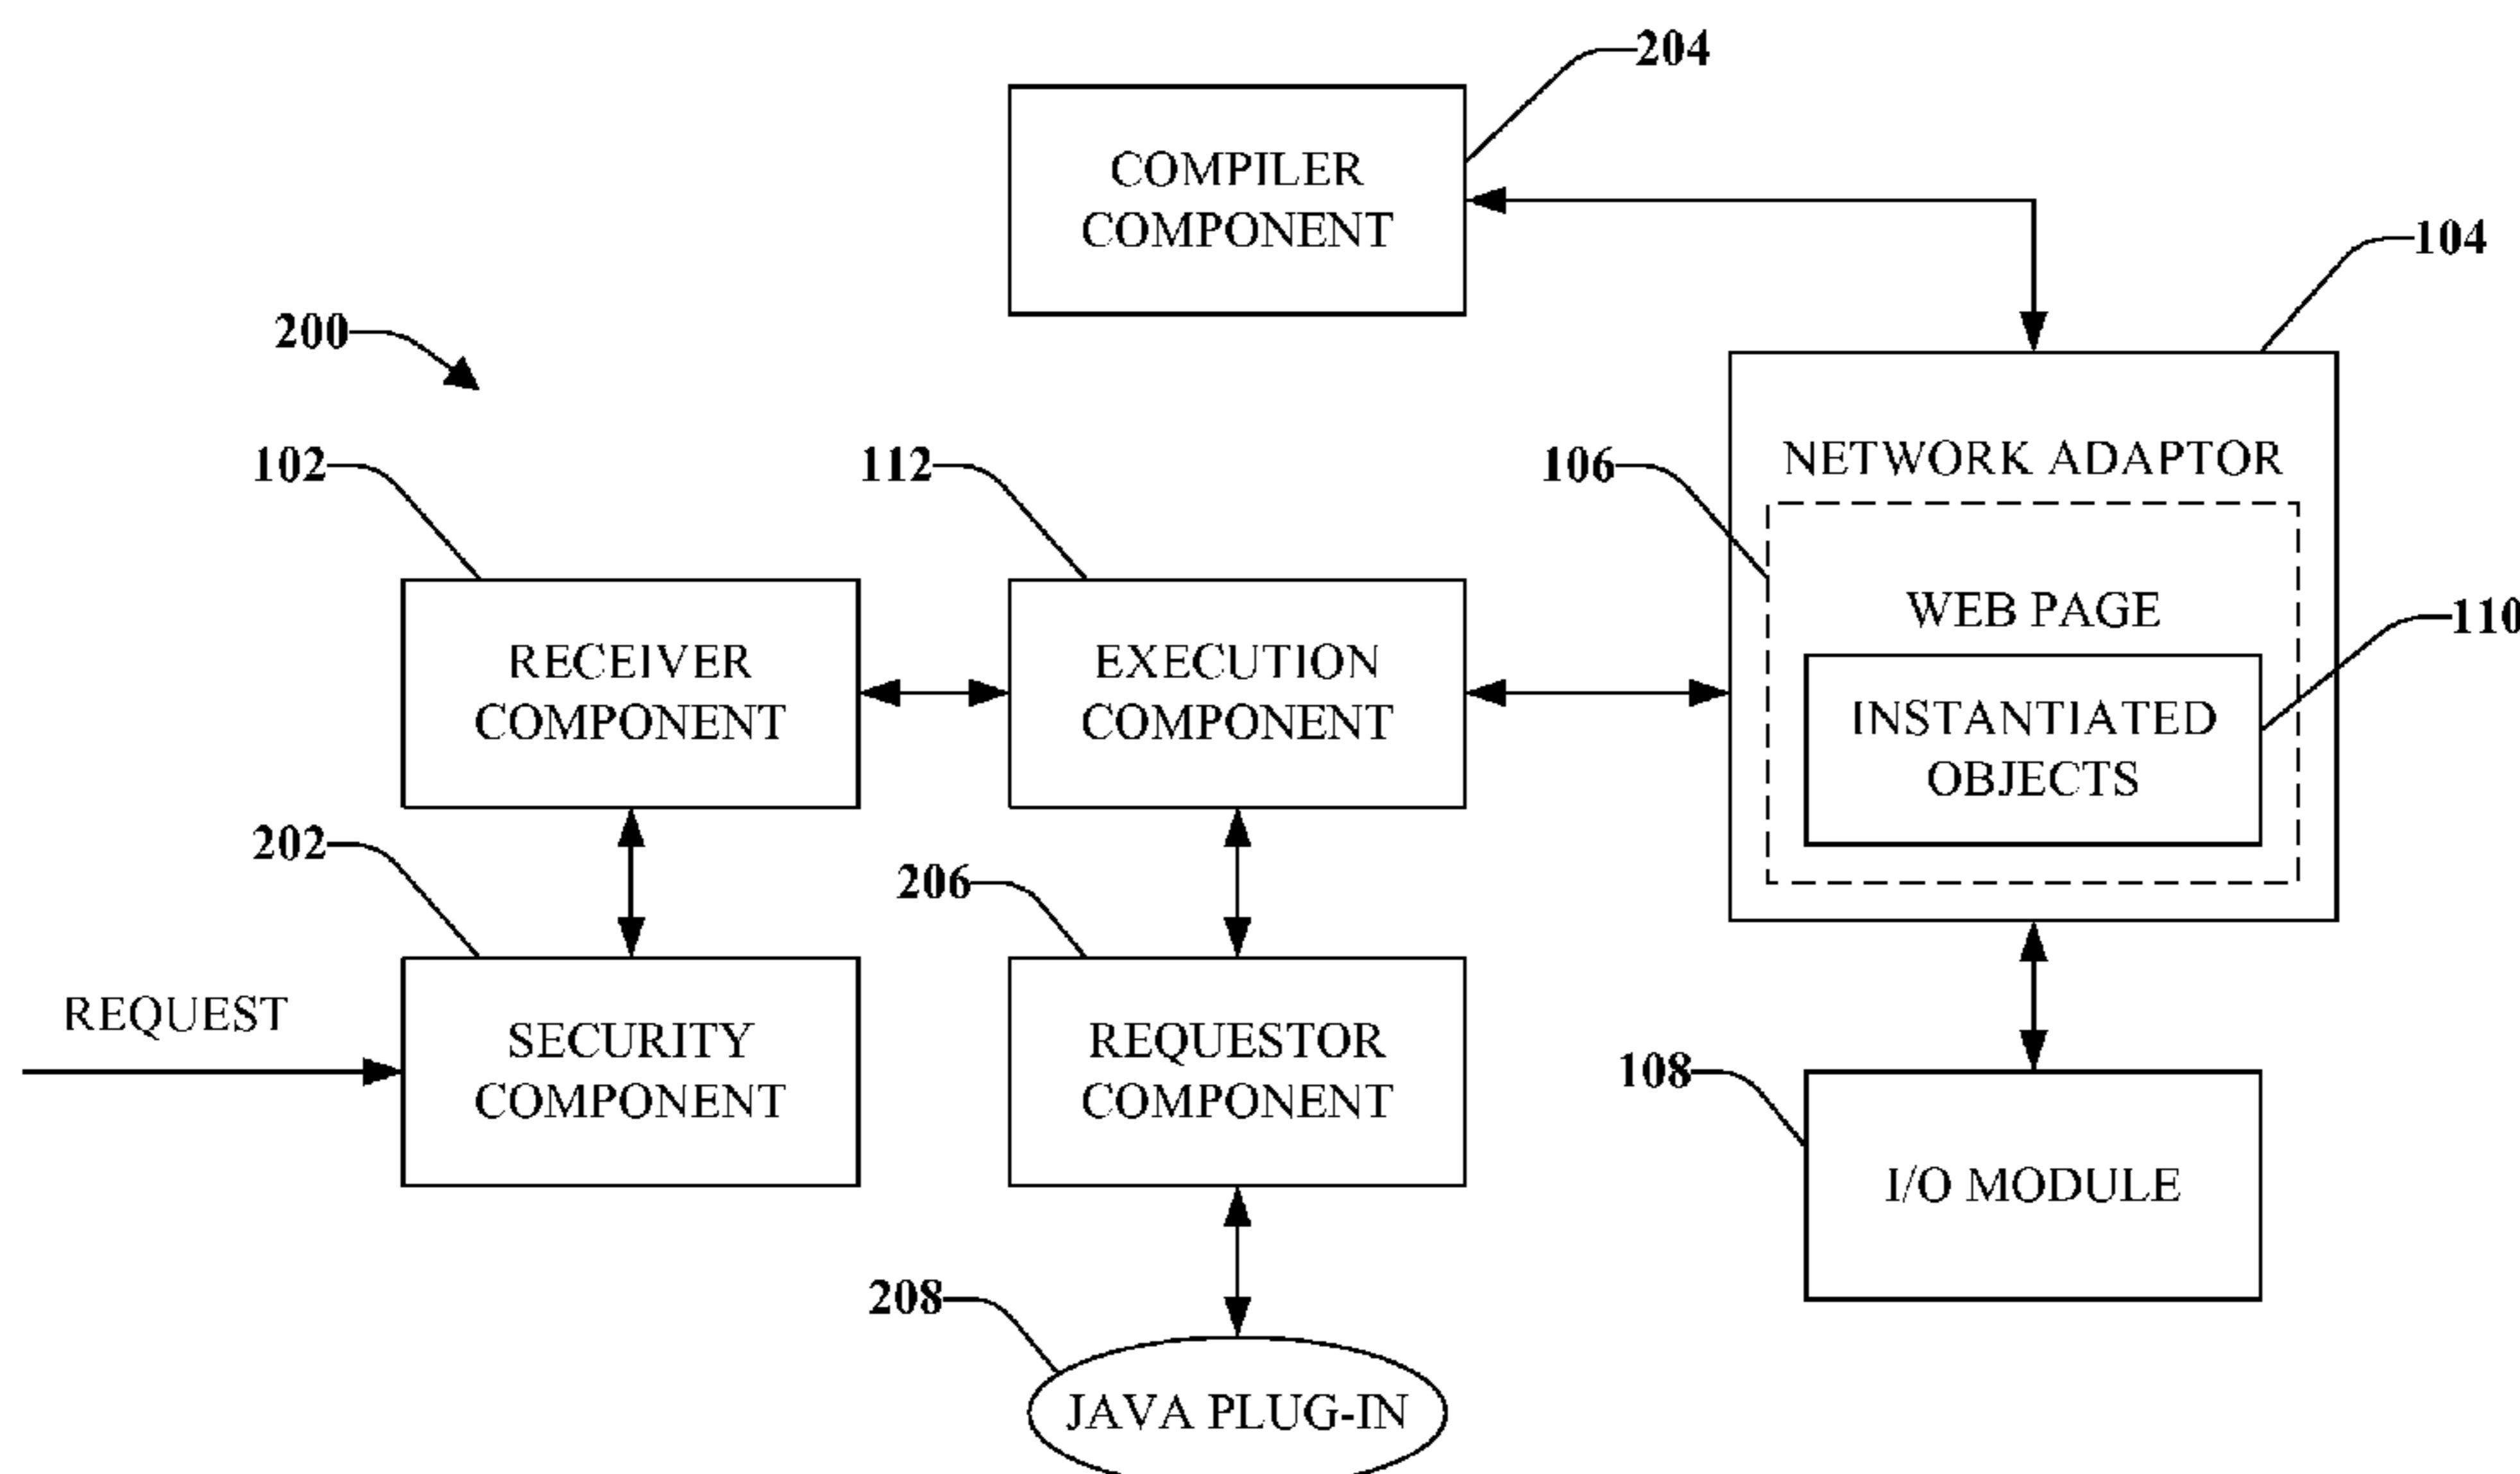 204
COMPILER
COMPONENT
104
200
NETWORK ADAPTOR
102
112
106
WEB PAGE
110
RECEIVER
COMPONENT
EXECUTION
COMPONENT
INSTANTIATED
OBJECTS
202
206
REQUEST
SECURITY
COMPONENT
REQUESTOR
COMPONENT
108
I/O MODULE
208
JAVA PLUG-IN